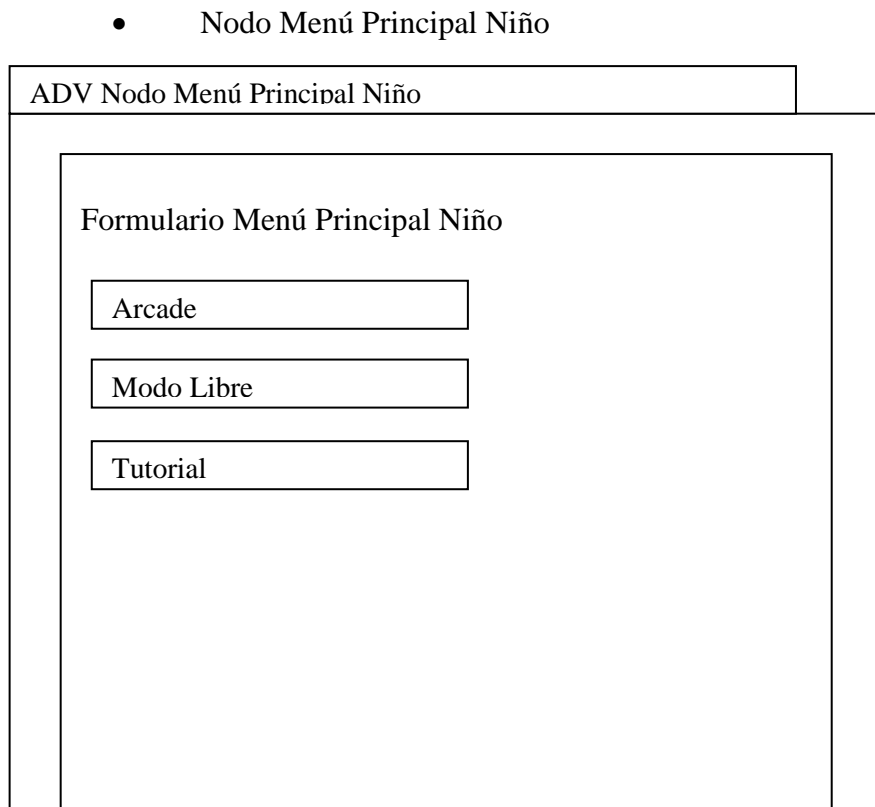 • Nodo Menú Principal Niño
ADV Nodo Menú Principal Niño
Formulario Menú Principal Niño
Arcade
Modo Libre
Tutorial